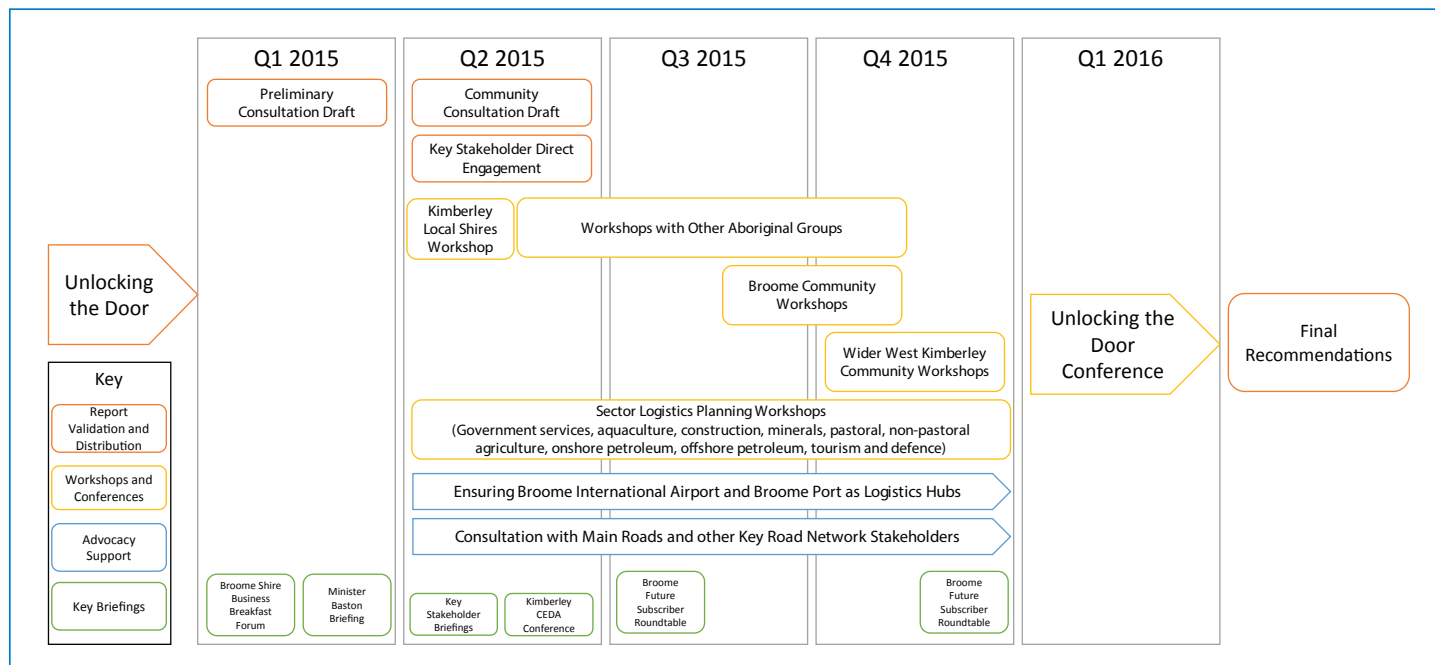 Q1 2015
Q2 2015
Q3 2015
Q4 2015
Q1 2016
Preliminary
Consultation Draft
Community
Consultation Draft
Key Stakeholder Direct
Engagement
Kimberley
Local Shires
Workshop
Workshops with Other Aboriginal Groups
Unlocking
the Door
Broome Community
Workshops
Unlocking the
Door
Conference
Final
Recommendations
Wider West Kimberley
Community Workshops
Key
Report
Validation and
Distribution
Workshops and
Conferences
Advocacy
Support
Key Briefings
Sector Logistics Planning Workshops
(Government services, aquaculture, construction, minerals, pastoral, non-pastoral
agriculture, onshore petroleum, offshore petroleum, tourism and defence)
Ensuring Broome International Airport and Broome Port as Logistics Hubs
Consultation with Main Roads and other Key Road Network Stakeholders
Broome Shire
Business
Breakfast
Forum
Minister
Baston
Briefing
Key
Stakeholder
Briefings
Kimberley
CEDA
Conference
Broome
Future
Subscriber
Roundtable
Broome
Future
Subscriber
Roundtable